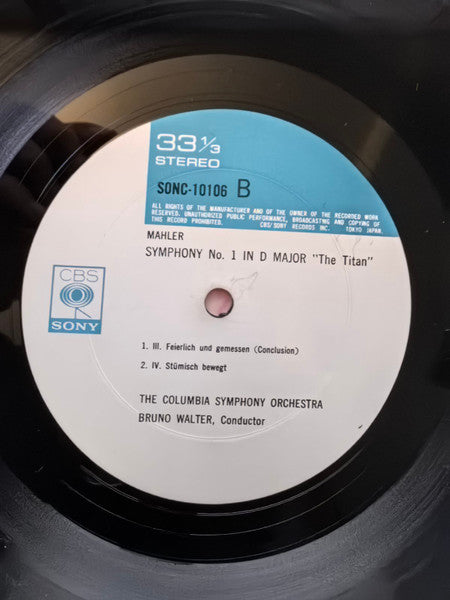 33 1/3
STEREO
SONC-10106 B
ALL RIGHTS OF THE MANUFACTURER AND OF THE OWNER OF THE RECORDED WORK
RESERVED. UNAUTHORIZED PUBLIC PERFORMANCE, BROADCASTING AND COPYING OF
THIS RECORD PROHIBITED. CBS/SONY RECORDS INC. TOKYO JAPAN.
MAHLER
SYMPHONY No. 1 IN D MAJOR "The Titan"
CBS
SONY
1. III. Feierlich und gemessen (Conclusion)
2. IV. Stümisch bewegt
THE COLUMBIA SYMPHONY ORCHESTRA
BRUNO WALTER, Conductor